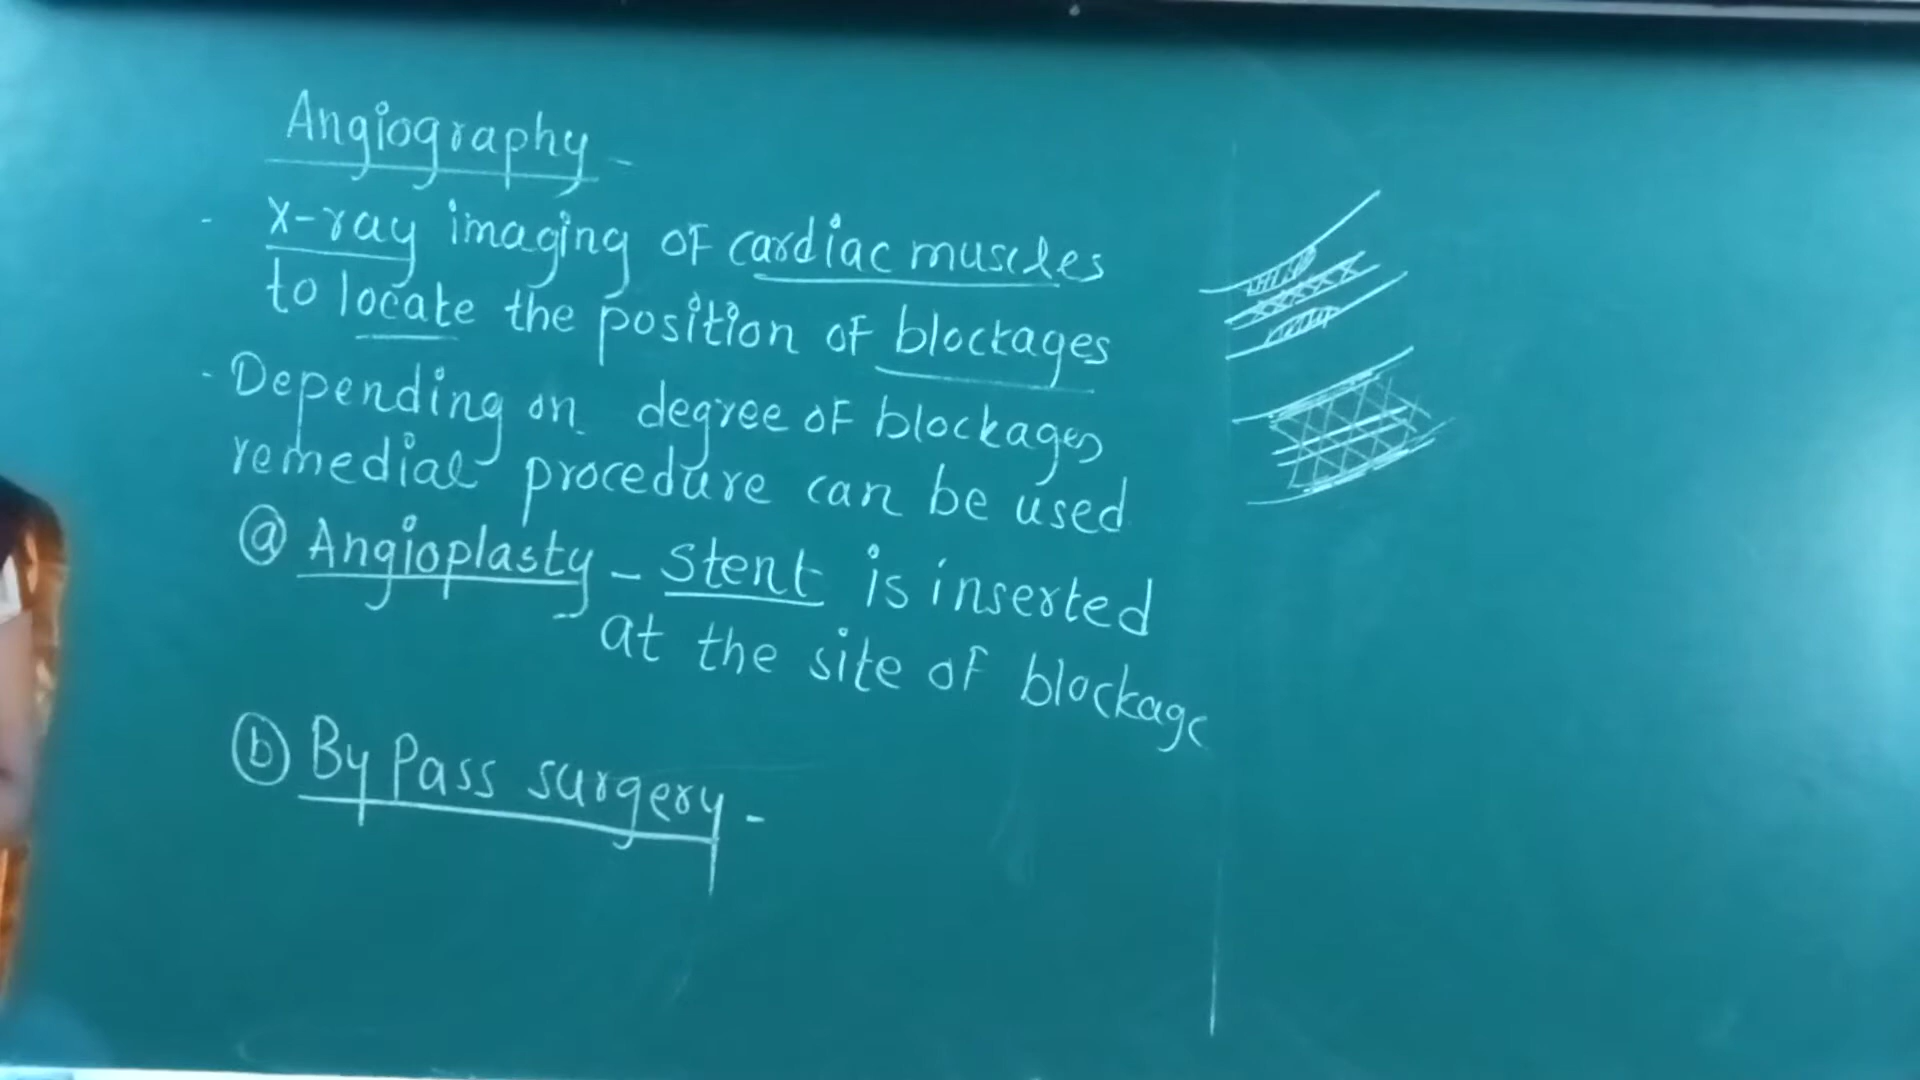 Angiography -
- X-ray imaging of cardiac muscles
to locate the position of blockages
- Depending on degree of blockages
remedial procedure can be used
ⓐ Angioplasty - Stent is inserted
at the site of blockage
ⓑ By Pass surgery -